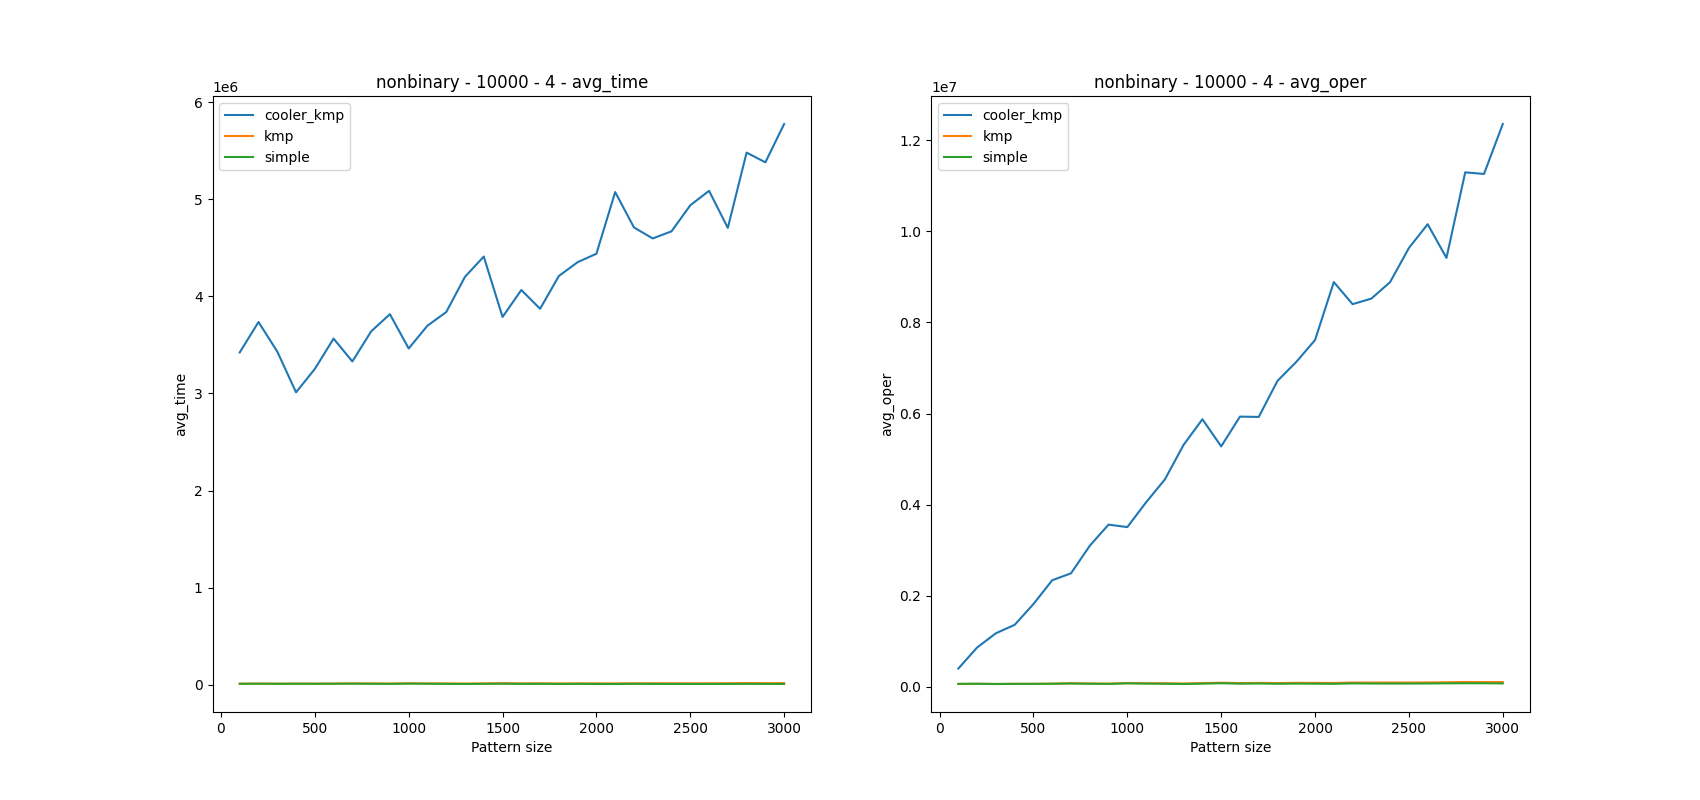 nonbinary - 10000 - 4 - avg_time
1e6
cooler_kmp
kmp
simple
6
5
4
3
2
1
0
avg_time
0 500 1000 1500 2000 2500 3000
Pattern size
nonbinary - 10000 - 4 - avg_oper
1e7
cooler_kmp
kmp
simple
1.2
1.0
0.8
0.6
0.4
0.2
0.0
avg_oper
0 500 1000 1500 2000 2500 3000
Pattern size